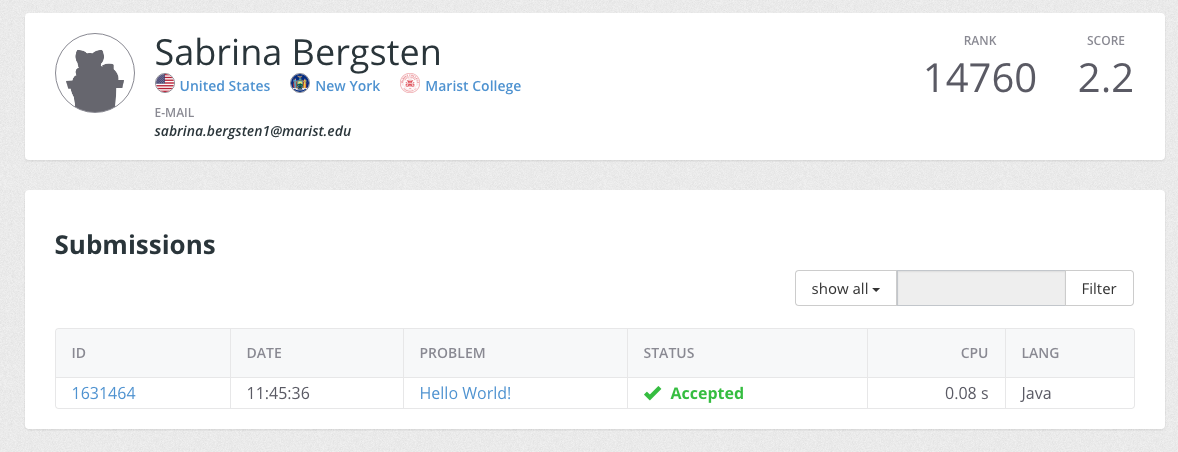 Sabrina Bergsten
United States New York Marist College
E-MAIL
sabrina.bergsten1@marist.edu
RANK SCORE
14760 2.2
Submissions
show all Filter
ID DATE PROBLEM STATUS CPU LANG
1631464 11:45:36 Hello World! Accepted 0.08 s Java